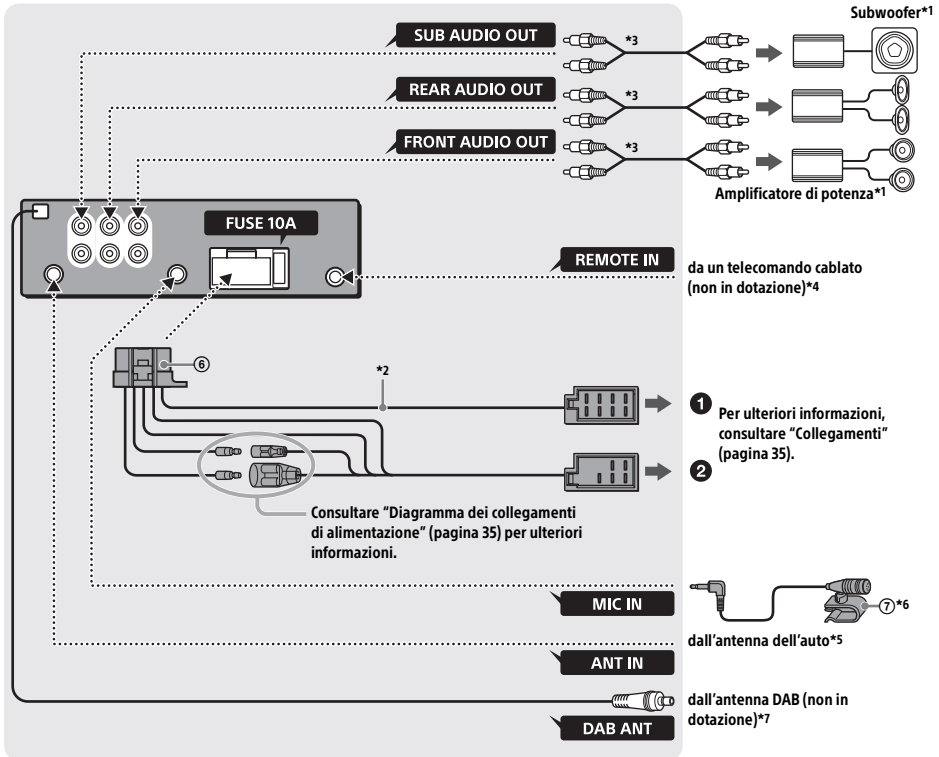 Subwoofer*1
SUB AUDIO OUT
*3
REAR AUDIO OUT
*3
FRONT AUDIO OUT
*3
Amplificatore di potenza*1
FUSE 10A
REMOTE IN
da un telecomando cablato
(non in dotazione)*4
⑥
*2
❶
Per ulteriori informazioni,
consultare “Collegamenti”
(pagina 35).
❷
Consultare “Diagramma dei collegamenti
di alimentazione” (pagina 35) per ulteriori
informazioni.
MIC IN
⑦*6
dall’antenna dell’auto*5
ANT IN
dall’antenna DAB (non in
dotazione)*7
DAB ANT